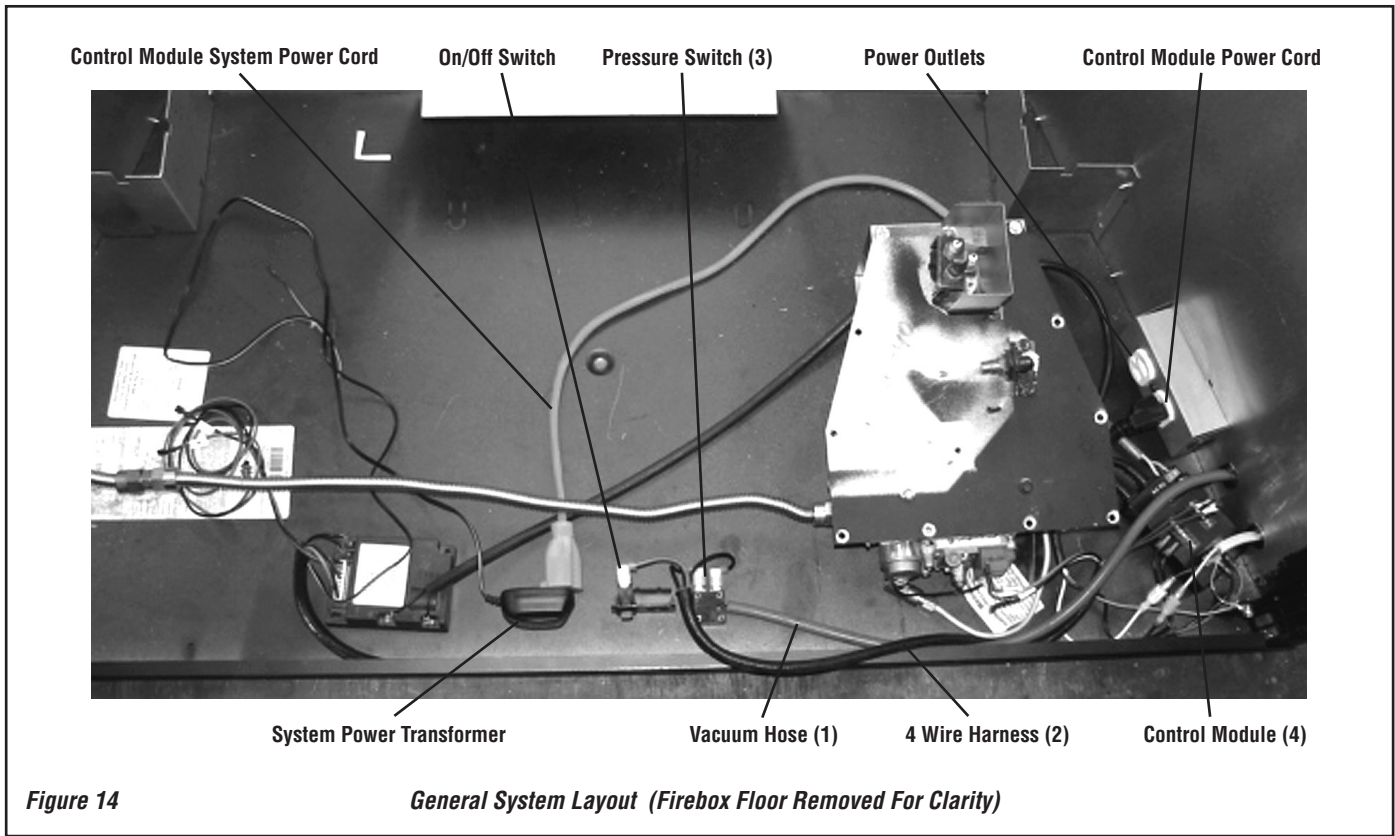 Control Module System Power Cord
On/Off Switch
Pressure Switch (3)
Power Outlets
Control Module Power Cord
System Power Transformer
Vacuum Hose (1)
4 Wire Harness (2)
Control Module (4)
Figure 14
General System Layout (Firebox Floor Removed For Clarity)